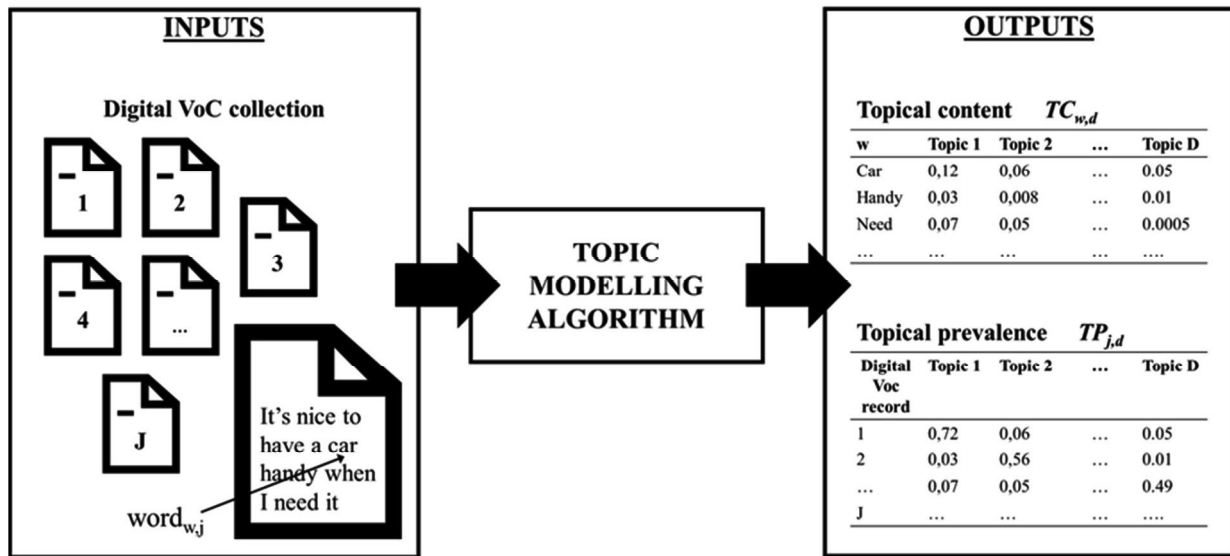 INPUTS
Digital VoC collection
1
2
3
4
...
J
It's nice to
have a car
handy when
I need it
word w,j
TOPIC
MODELLING
ALGORITHM
OUTPUTS
Topical content TC w,d
w Topic 1 Topic 2 ... Topic D
Car 0,12 0,06 ... 0.05
Handy 0,03 0,008 ... 0.01
Need 0,07 0,05 ... 0.0005
... ... ... ... ....
Topical prevalence TP j,d
Digital Topic 1 Topic 2 ... Topic D
Voc
record
1 0,72 0,06 ... 0.05
2 0,03 0,56 ... 0.01
... 0,07 0,05 ... 0.49
J ... ... ... ....